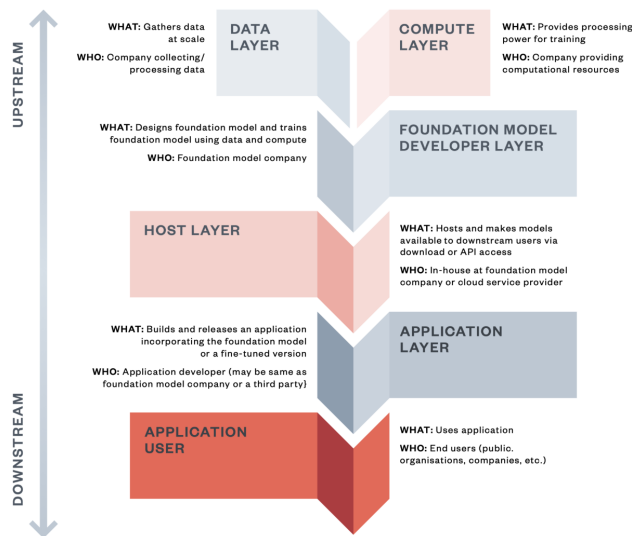 UPSTREAM
WHAT: Gathers data
at scale
WHO: Company collecting/
processing data
DATA
LAYER
COMPUTE
LAYER
WHAT: Provides processing
power for training
WHO: Company providing
computational resources
WHAT: Designs foundation model and trains
foundation model using data and compute
WHO: Foundation model company
FOUNDATION MODEL
DEVELOPER LAYER
HOST LAYER
WHAT: Hosts and makes models
available to downstream users via
download or API access
WHO: In-house at foundation model
company or cloud service provider
WHAT: Builds and releases an application
incorporating the foundation model
or a fine-tuned version
WHO: Application developer (may be same as
foundation model company or a third party}
APPLICATION
LAYER
APPLICATION
USER
WHAT: Uses application
WHO: End users (public.
organisations, companies, etc.)
DOWNSTREAM